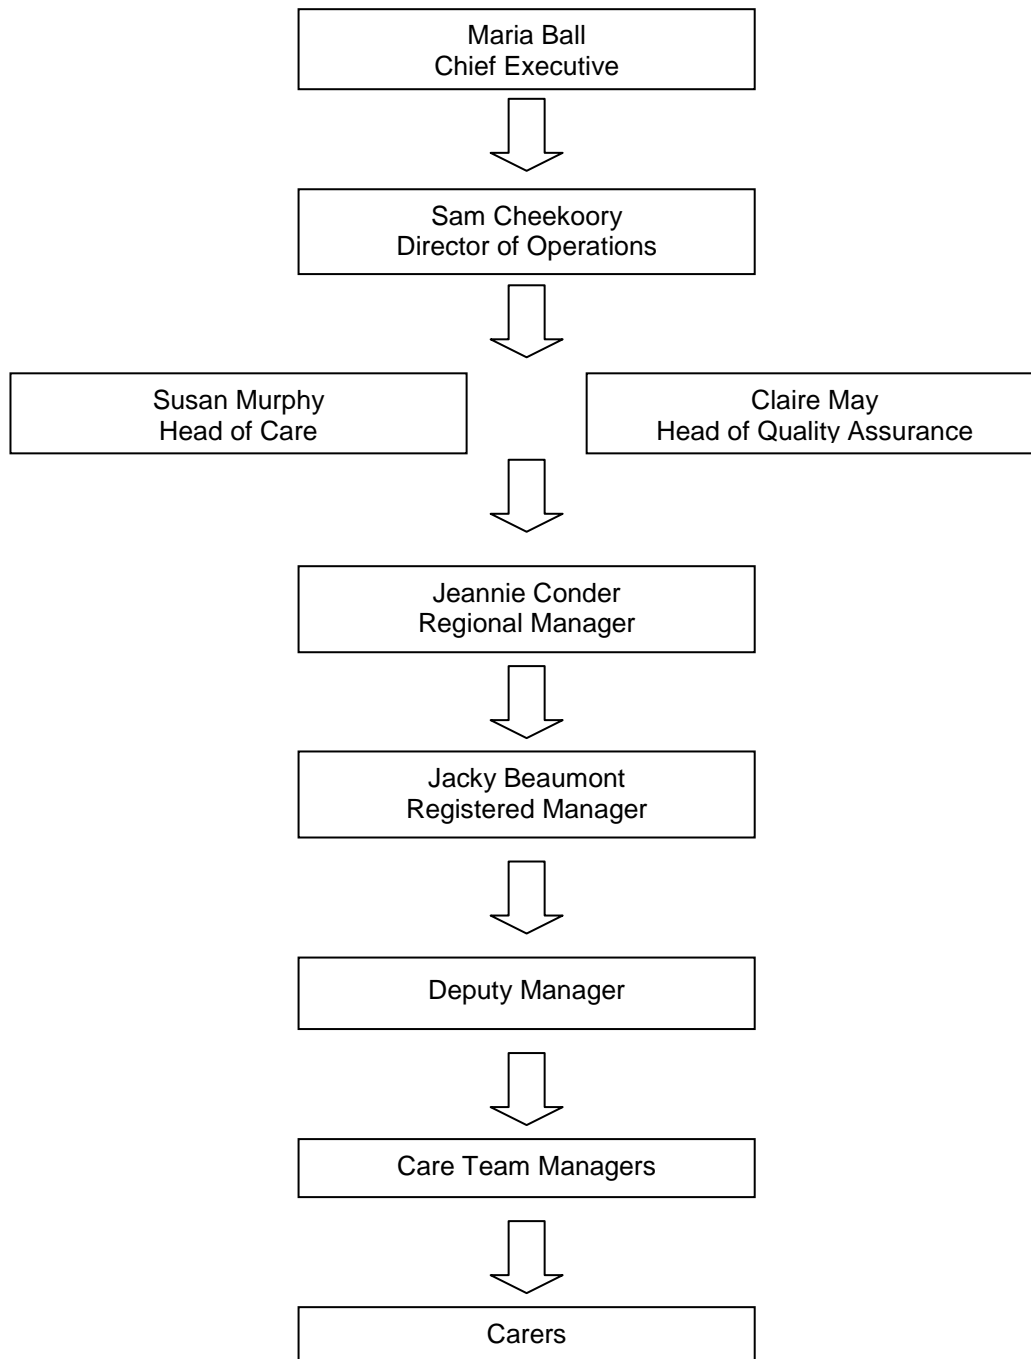 Maria Ball
Chief Executive
Sam Cheekoory
Director of Operations
Susan Murphy
Head of Care
Claire May
Head of Quality Assurance
Jeannie Conder
Regional Manager
Jacky Beaumont
Registered Manager
Deputy Manager
Care Team Managers
Carers